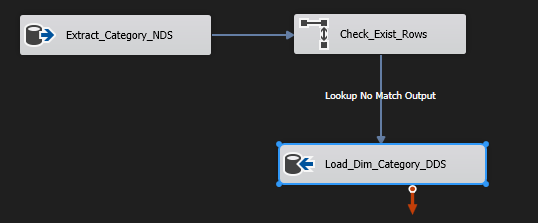 Extract_Category_NDS
Check_Exist_Rows
Lookup No Match Output
Load_Dim_Category_DDS